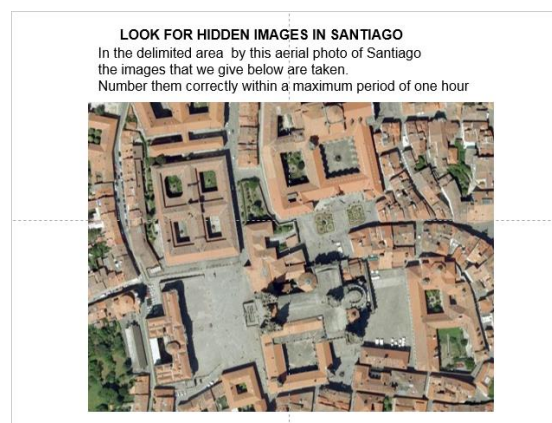 LOOK FOR HIDDEN IMAGES IN SANTIAGO
In the delimited area by this aerial photo of Santiago
the images that we give below are taken.
Number them correctly within a maximum period of one hour